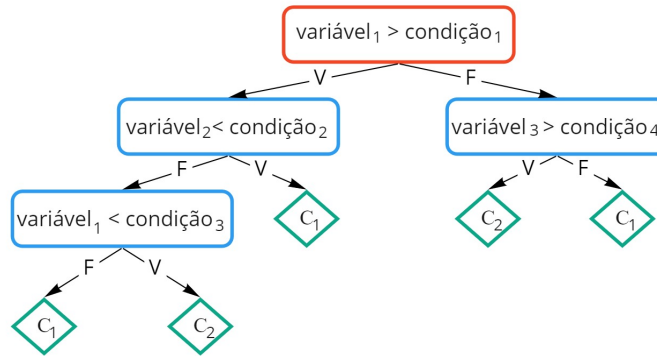 variável₁ > condição₁
V
F
variável₂< condição₂
variável₃ > condição₄
F
V
V
F
variável₁ < condição₃
C₁
C₂
C₁
F
V
C₁
C₂